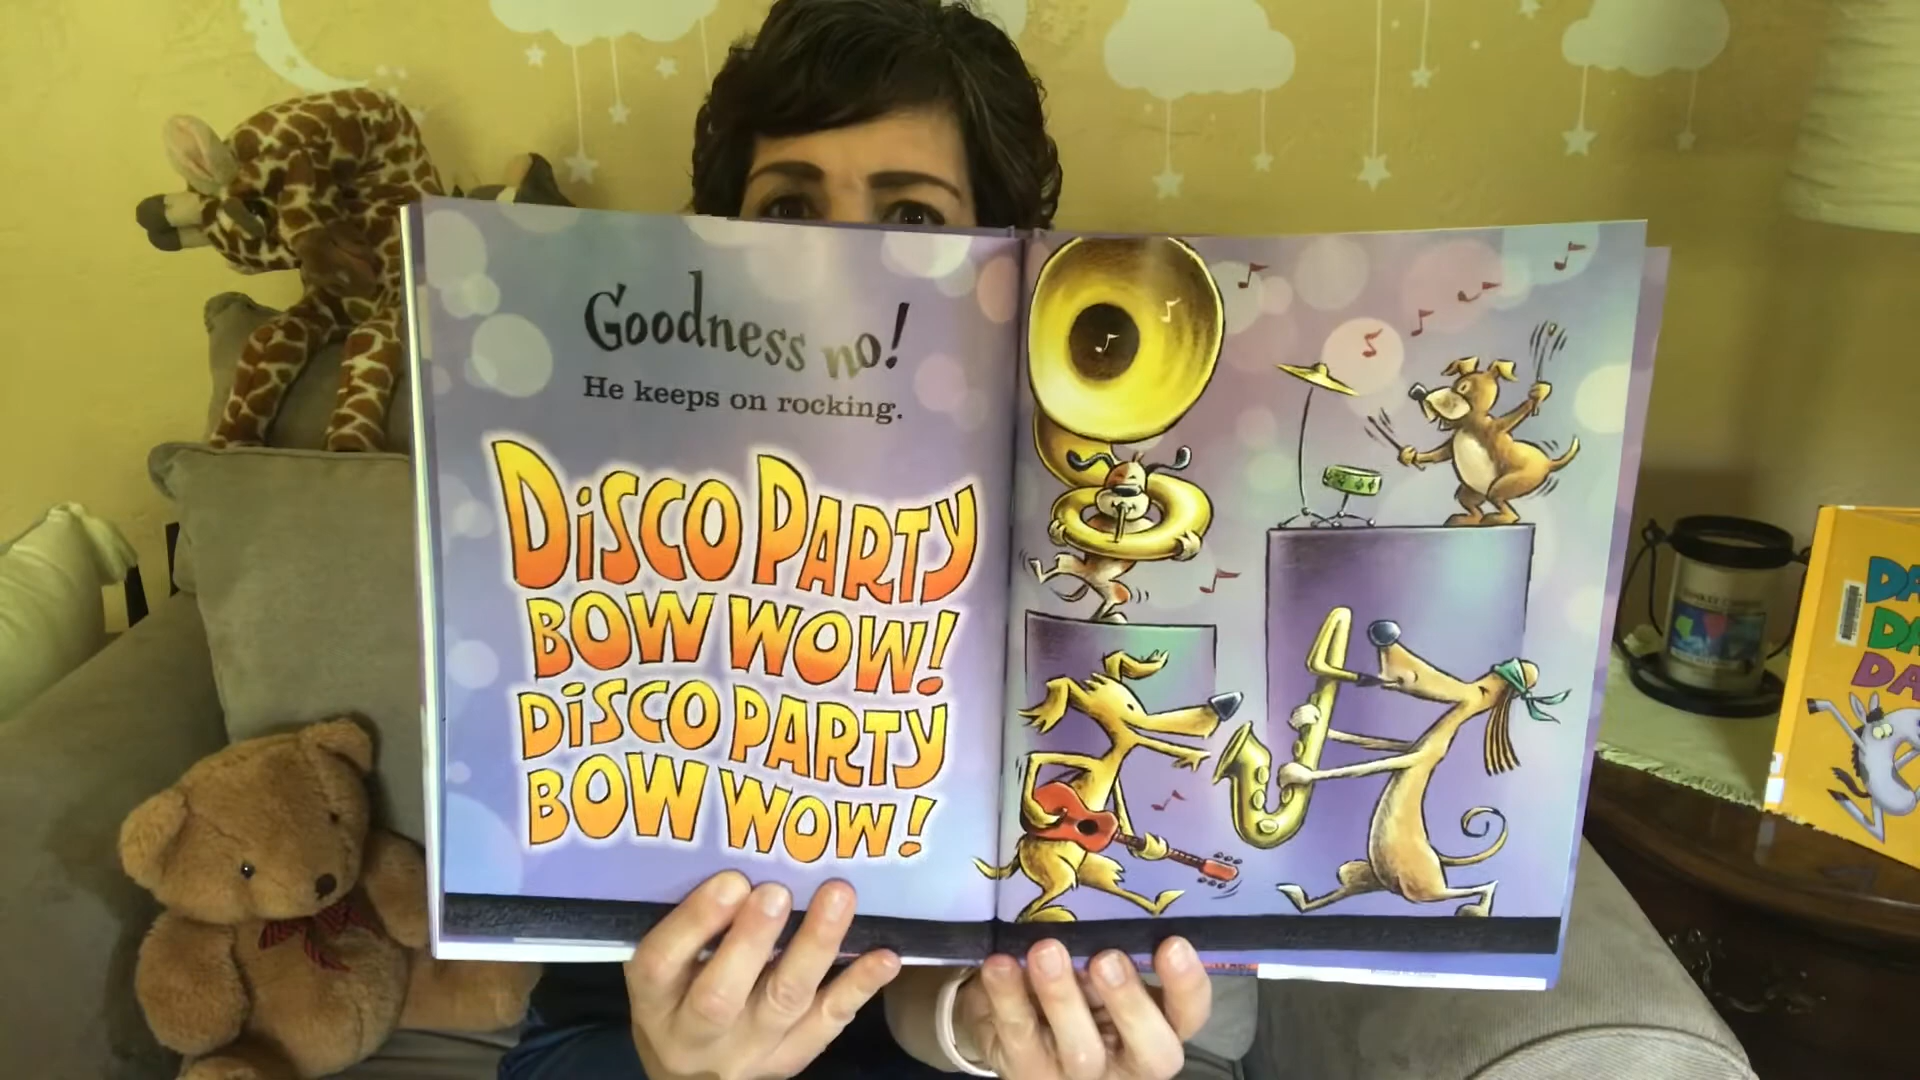 Goodness no!
He keeps on rocking.
DiSCO PARTY
BOW WOW!
DiSCO PARTY
BOW WOW!